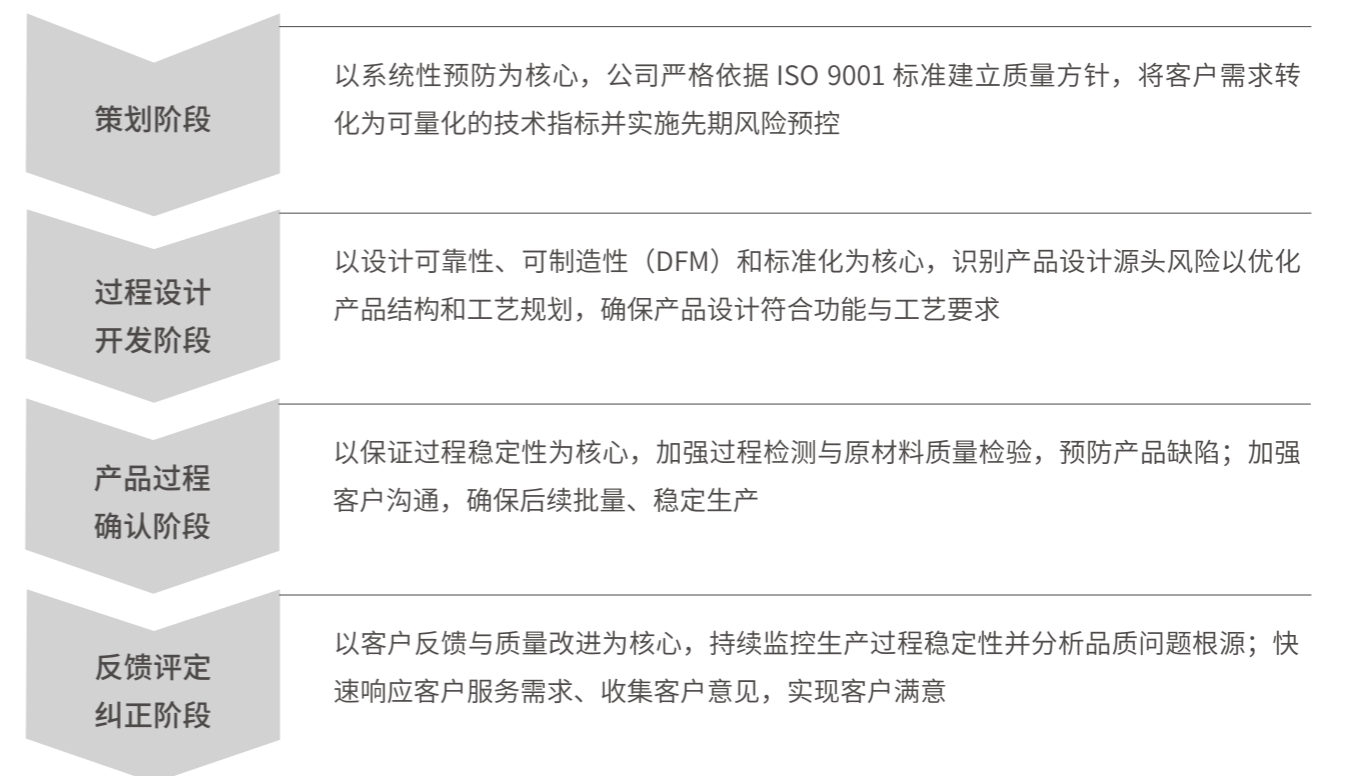 策划阶段
以系统性预防为核心，公司严格依据 ISO 9001 标准建立质量方针，将客户需求转
化为可量化的技术指标并实施先期风险预控
过程设计
开发阶段
以设计可靠性、可制造性（DFM）和标准化为核心，识别产品设计源头风险以优化
产品结构和工艺规划，确保产品设计符合功能与工艺要求
产品过程
确认阶段
以保证过程稳定性为核心，加强过程检测与原材料质量检验，预防产品缺陷；加强
客户沟通，确保后续批量、稳定生产
反馈评定
纠正阶段
以客户反馈与质量改进为核心，持续监控生产过程稳定性并分析品质问题根源；快
速响应客户服务需求、收集客户意见，实现客户满意